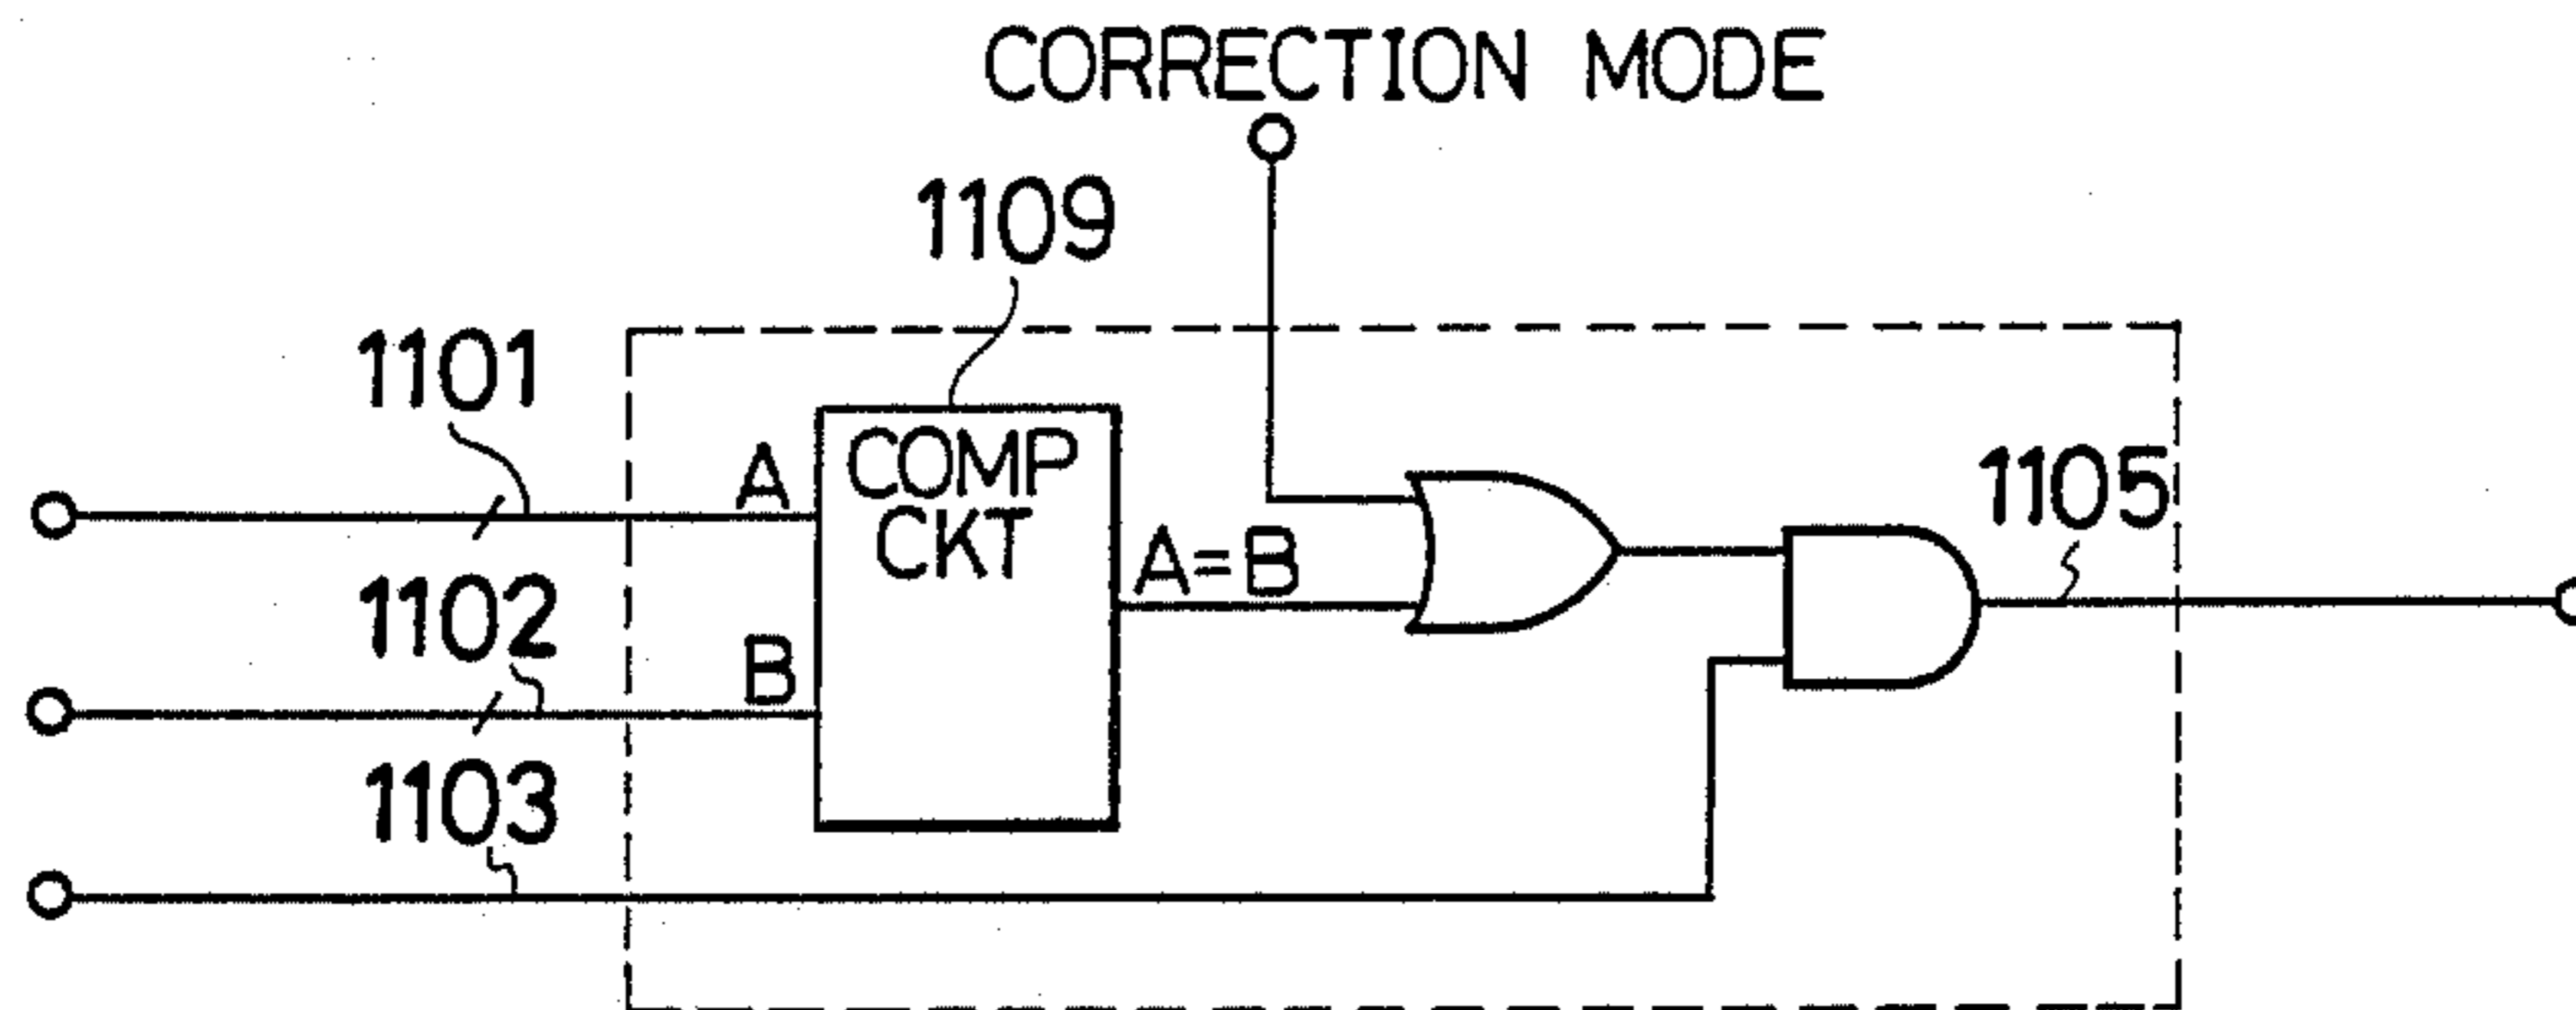 CORRECTION MODE
1109
1101
A
COMP
CKT
1105
A=B
1102
B
1103